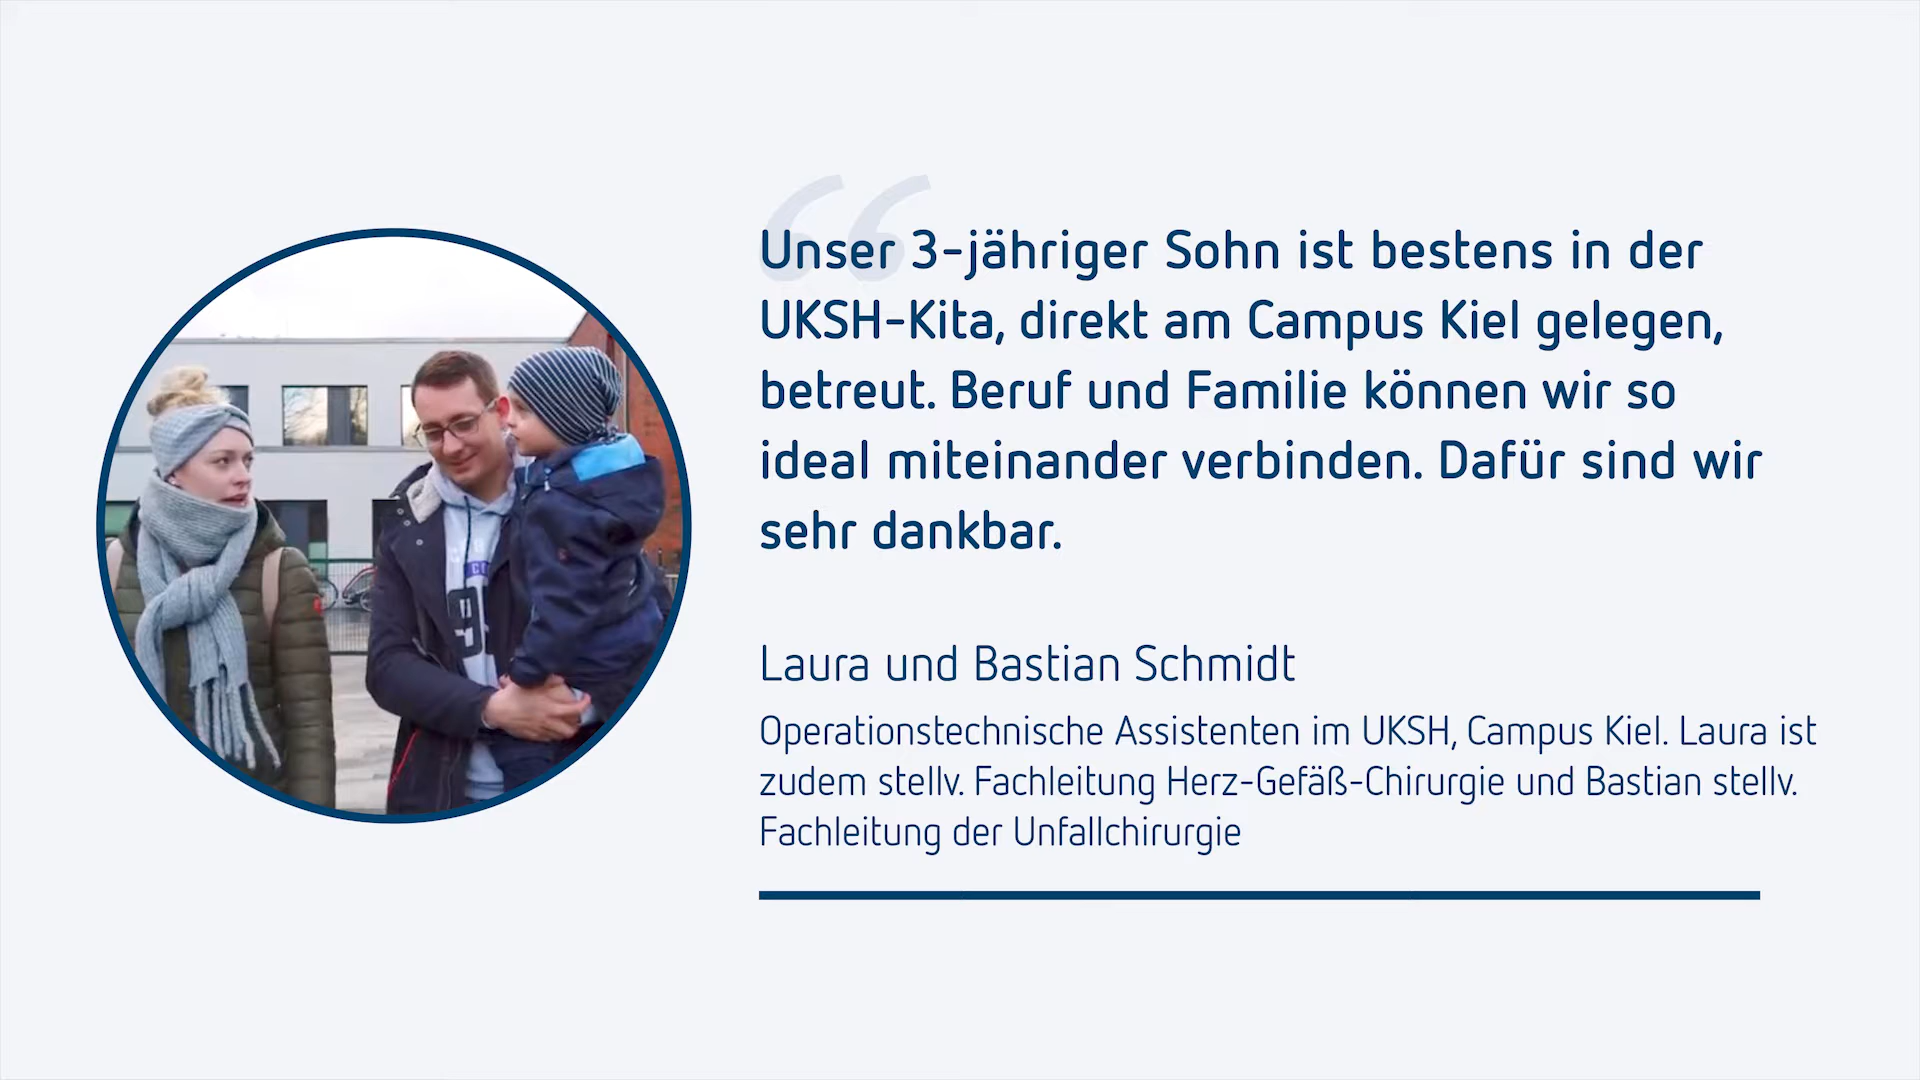 Unser 3-jähriger Sohn ist bestens in der
UKSH-Kita, direkt am Campus Kiel gelegen,
betreut. Beruf und Familie können wir so
ideal miteinander verbinden. Dafür sind wir
sehr dankbar.
Laura und Bastian Schmidt
Operationstechnische Assistenten im UKSH, Campus Kiel. Laura ist
zudem stellv. Fachleitung Herz-Gefäß-Chirurgie und Bastian stellv.
Fachleitung der Unfallchirurgie